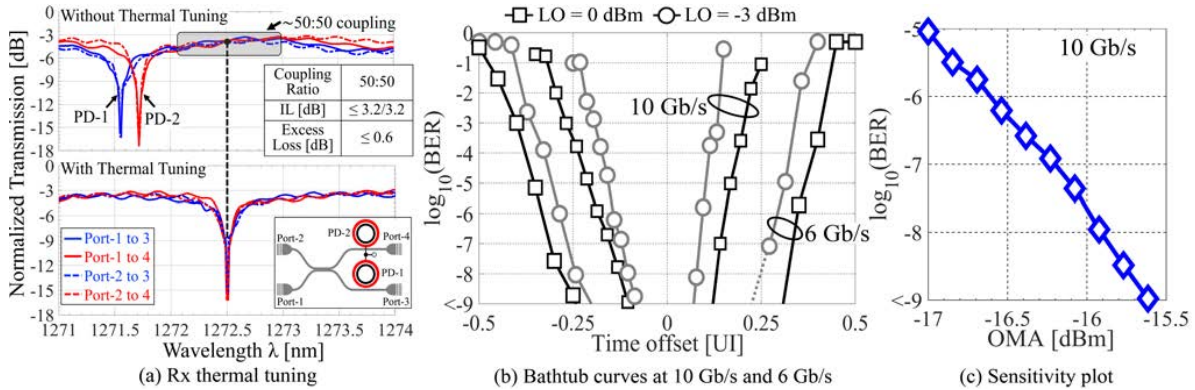 Without Thermal Tuning
~50:50 coupling
0
-3
-6
-9
-12
-15
-18
PD-1
PD-2
Coupling Ratio 50:50
IL [dB] ≤ 3.2/3.2
Excess Loss [dB] ≤ 0.6
Normalized Transmission [dB]
With Thermal Tuning
-3
-6
-9
-12
-15
-18
Port-1 to 3
Port-1 to 4
Port-2 to 3
Port-2 to 4
Port-2
PD-2
Port-4
PD-1
Port-1
Port-3
1271 1271.5 1272 1272.5 1273 1273.5 1274
Wavelength λ [nm]
(a) Rx thermal tuning
LO = 0 dBm LO = -3 dBm
log10(BER)
-0
-1
-2
-3
-4
-5
-6
-7
-8
<-9
10 Gb/s
6 Gb/s
-0.5 -0.25 0 0.25 0.5
Time offset [UI]
(b) Bathtub curves at 10 Gb/s and 6 Gb/s
10 Gb/s
log10(BER)
-5
-6
-7
-8
<-9
-17 -16.5 -16 -15.5
OMA [dBm]
(c) Sensitivity plot